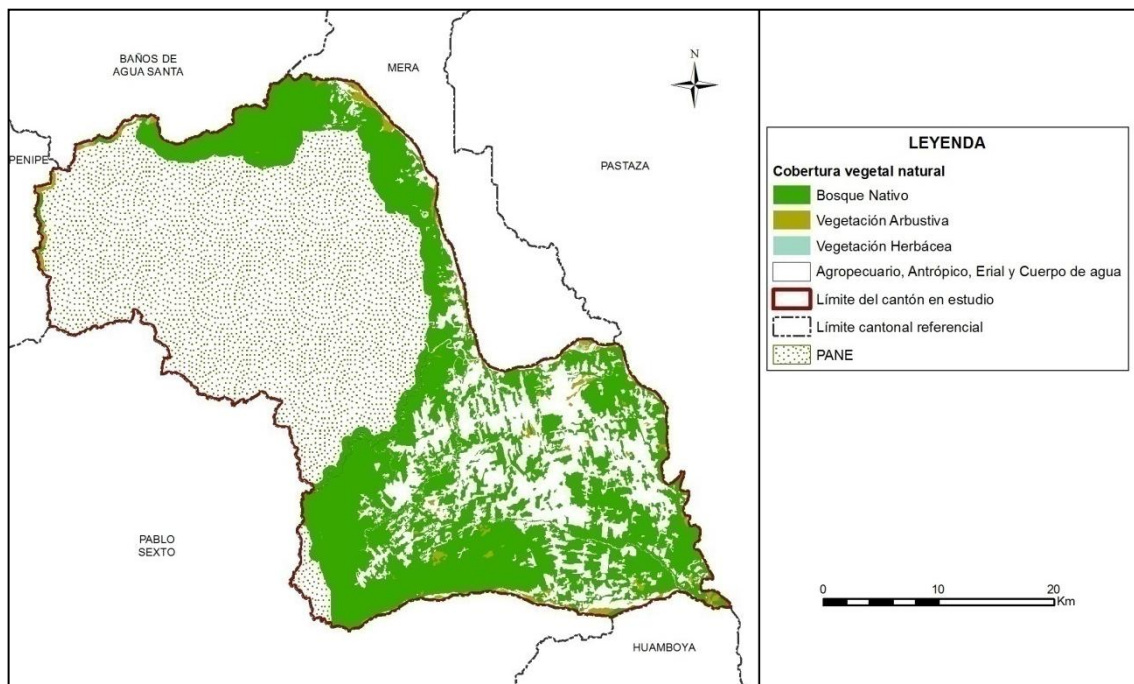 BAÑOS DE
AGUA SANTA
MERA
N
PENIPE
PASTAZA
PABLO
SEXTO
HUAMBOYA
LEYENDA
Cobertura vegetal natural
Bosque Nativo
Vegetación Arbustiva
Vegetación Herbácea
Agropecuario, Antrópico, Erial y Cuerpo de agua
Límite del cantón en estudio
Límite cantonal referencial
PANE
0 10 20
Km